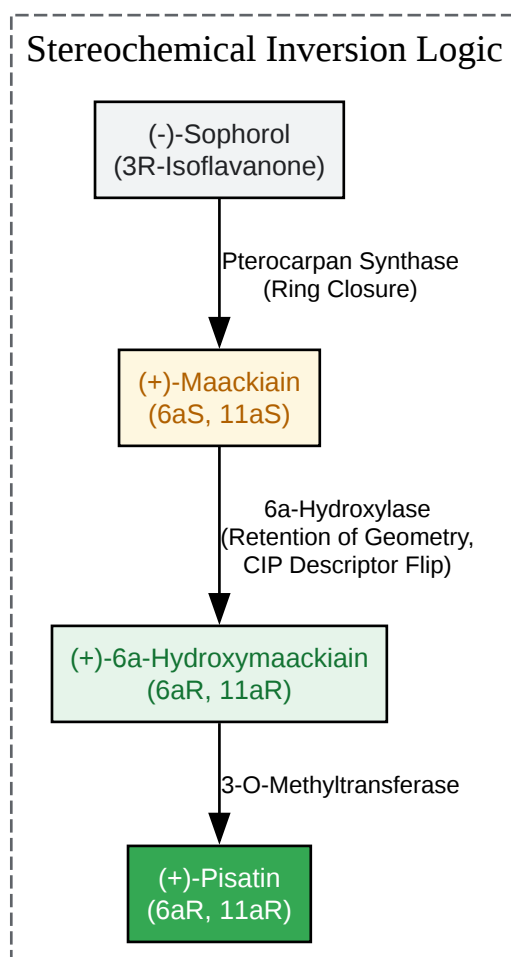 Stereochemical Inversion Logic
(-)-Sophorol
(3R-Isoflavanone)
Pterocarpan Synthase
(Ring Closure)
(+)-Maackiain
(6aS, 11aS)
6a-Hydroxylase
(Retention of Geometry,
CIP Descriptor Flip)
(+)-6a-Hydroxymaackiain
(6aR, 11aR)
3-O-Methyltransferase
(+)-Pisatin
(6aR, 11aR)